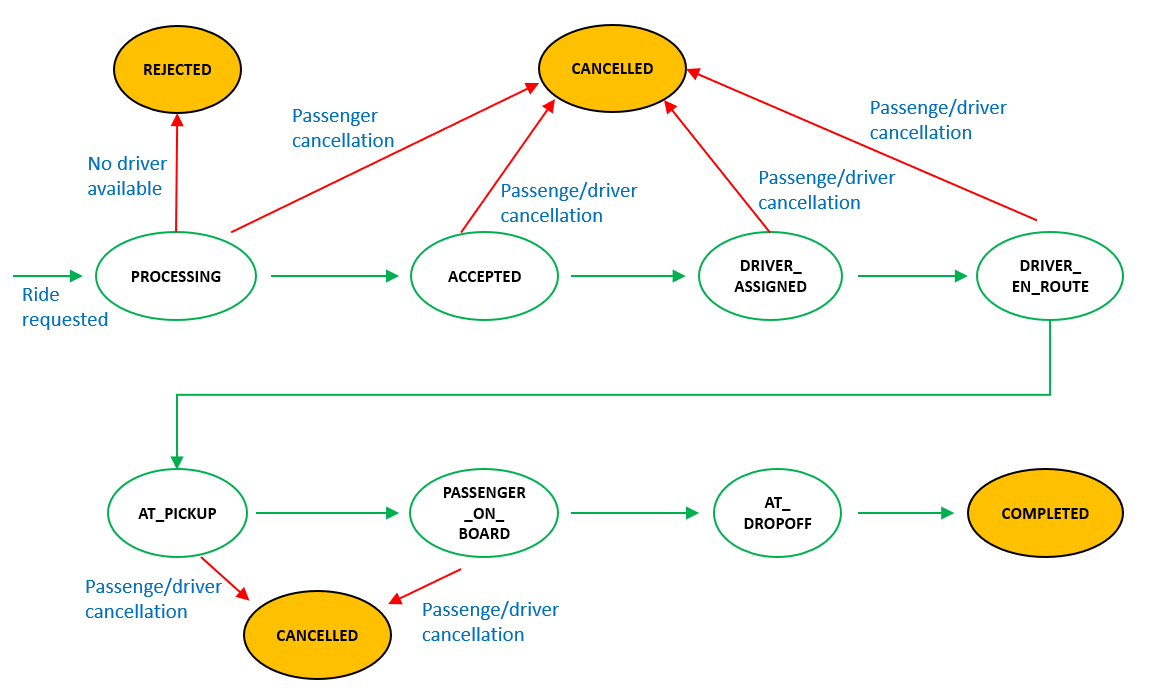 REJECTED
CANCELLED
Passenger
cancellation
Passenge/driver
cancellation
No driver
available
Passenge/driver
cancellation
Passenge/driver
cancellation
PROCESSING
ACCEPTED
DRIVER_
ASSIGNED
DRIVER_
EN_ROUTE
Ride
requested
AT_PICKUP
PASSENGER
_ON_
BOARD
AT_
DROPOFF
COMPLETED
Passenge/driver
cancellation
CANCELLED
Passenge/driver
cancellation